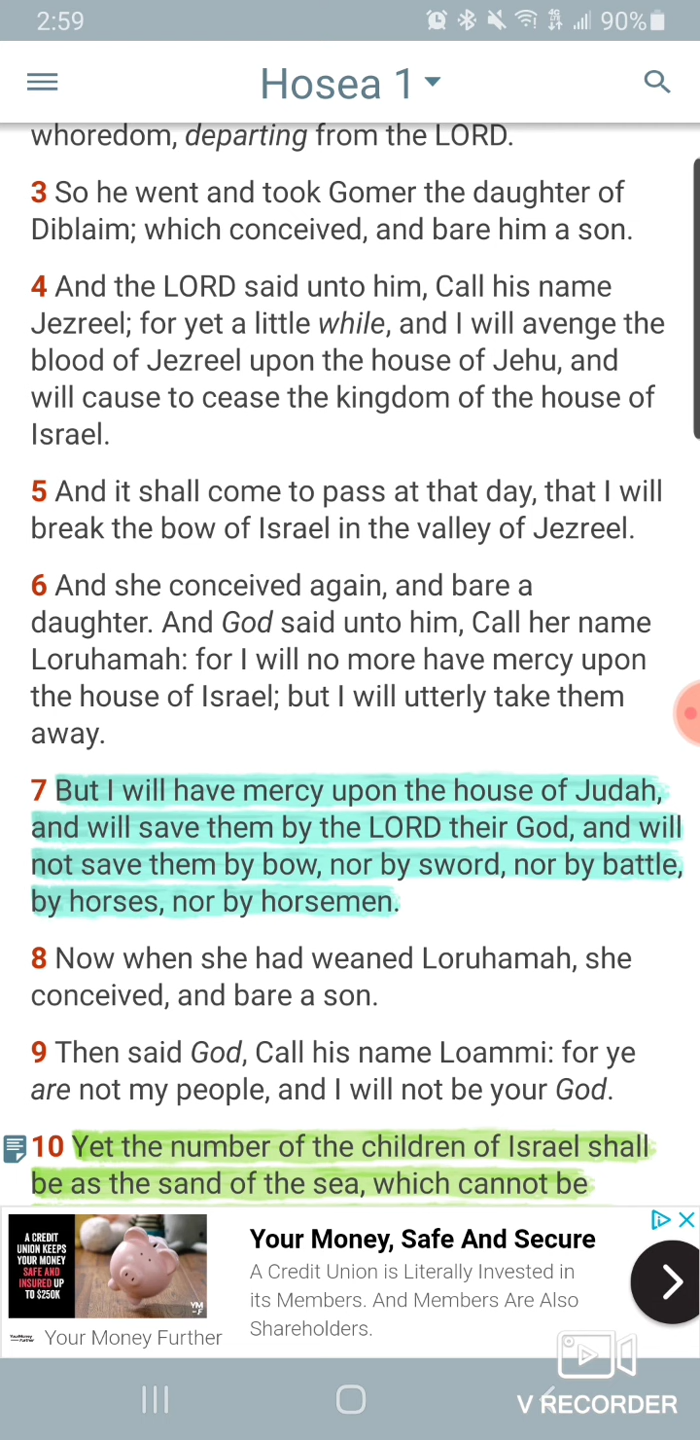 2:59
4G
90%
Hosea 1
whoredom, departing from the LORD.
3 So he went and took Gomer the daughter of
Diblaim; which conceived, and bare him a son.
4 And the LORD said unto him, Call his name
Jezreel; for yet a little while, and I will avenge the
blood of Jezreel upon the house of Jehu, and
will cause to cease the kingdom of the house of
Israel.
5 And it shall come to pass at that day, that I will
break the bow of Israel in the valley of Jezreel.
6 And she conceived again, and bare a
daughter. And God said unto him, Call her name
Loruhamah: for I will no more have mercy upon
the house of Israel; but I will utterly take them
away.
7 But I will have mercy upon the house of Judah,
and will save them by the LORD their God, and will
not save them by bow, nor by sword, nor by battle,
by horses, nor by horsemen.
8 Now when she had weaned Loruhamah, she
conceived, and bare a son.
9 Then said God, Call his name Loammi: for ye
are not my people, and I will not be your God.
10 Yet the number of the children of Israel shall
be as the sand of the sea, which cannot be
A CREDIT
UNION KEEPS
YOUR MONEY
SAFE AND
INSURED UP
TO $250K
Your Money, Safe And Secure
A Credit Union is Literally Invested in
its Members. And Members Are Also
Shareholders.
Your Money Further
V RECORDER